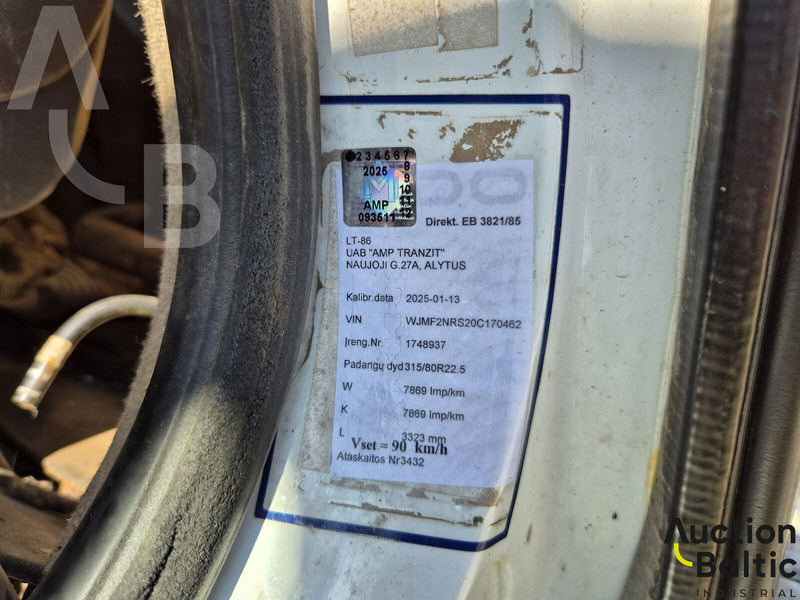 A
B
234567
8
9
10
2025
M
AMP
093511
Direkt. EB 3821/85
LT-86
UAB "AMP TRANZIT"
NAUJOJI G.27A, ALYTUS
Kalibr.data 2025-01-13
VIN WJMF2NRS20C170462
Įreng.Nr. 1748937
Padangų dyd 315/80R22.5
W 7869 Imp/km
K 7869 Imp/km
L 3323 mm
Vset = 90 km/h
Ataskaitos Nr3432
Auction
Baltic
INDUSTRIAL